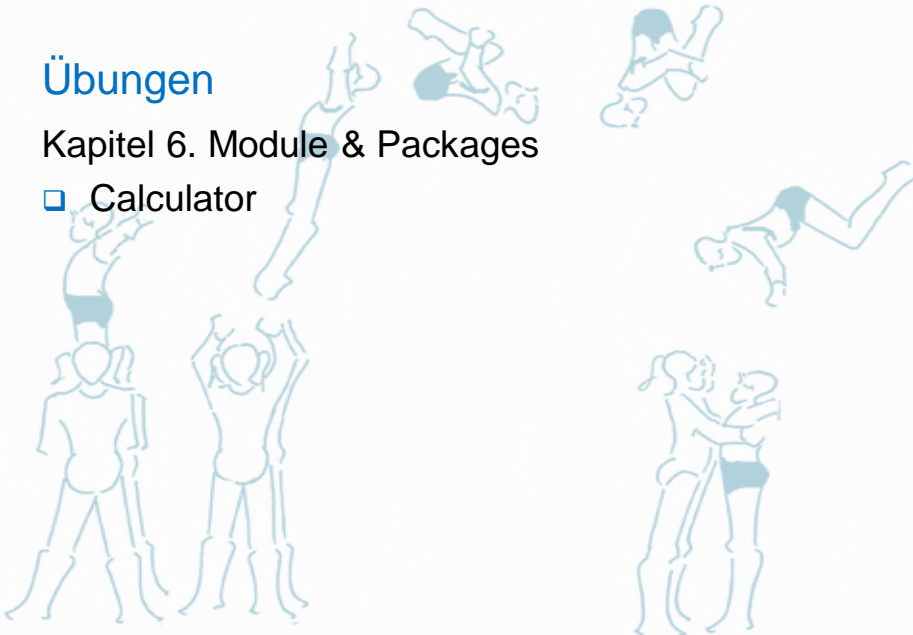 Übungen
Kapitel 6. Module & Packages
❑ Calculator